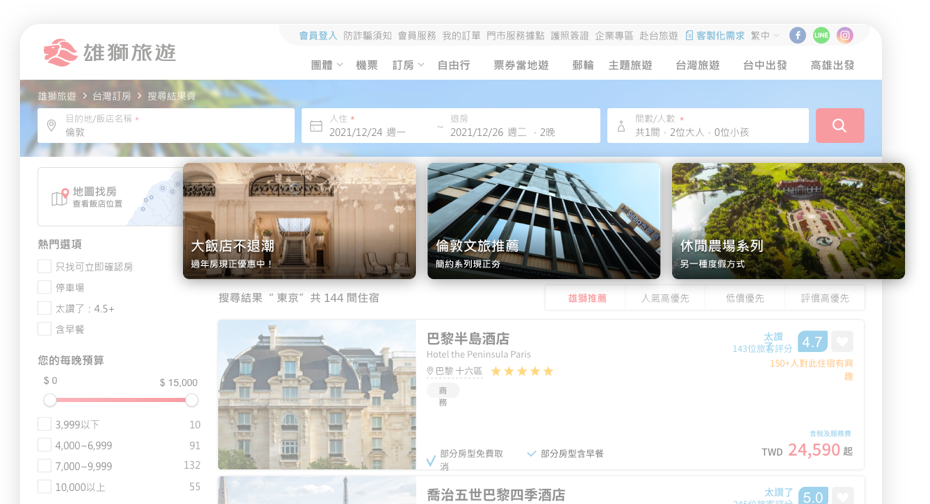 會員登入 防詐騙須知 會員服務 我的訂單 門市服務據點 護照簽證 企業專區 赴台旅遊 客製化需求 繁中
LINE
雄獅旅遊
團體 機票 訂房 自由行 票券當地遊 郵輪 主題旅遊 台灣旅遊 台中出發 高雄出發
雄獅旅遊 > 台灣訂房 > 搜尋結果頁
目的地/飯店名稱 *
倫敦
入住 *
2021/12/24 週一
~
退房
2021/12/26 週二 ・2晚
間數/人數 *
共1間・2位大人・0位小孩
地圖找房
查看飯店位置
大飯店不退潮
過年房現正優惠中！
倫敦文旅推薦
簡約系列現正夯
休閒農場系列
另一種度假方式
熱門選項
只找可立即確認房
停車場
太讚了：4.5+
含早餐
您的每晚預算
$ 0
$ 15,000
3,999以下 10
4,000~6,999 91
7,000~9,999 132
10,000以上 55
搜尋結果 “ 東京” 共 144 間住宿
雄獅推薦 人氣高優先 低價優先 評價高優先
巴黎半島酒店
Hotel the Peninsula Paris
巴黎 十六區
商
務
太讚
了
143位旅客評分
4.7
150+人對此住宿有興
趣
部分房型免費取
消
部分房型含早餐
含稅及服務費
TWD 24,590 起
喬治五世巴黎四季酒店
太讚了
245位旅客評分
5.0